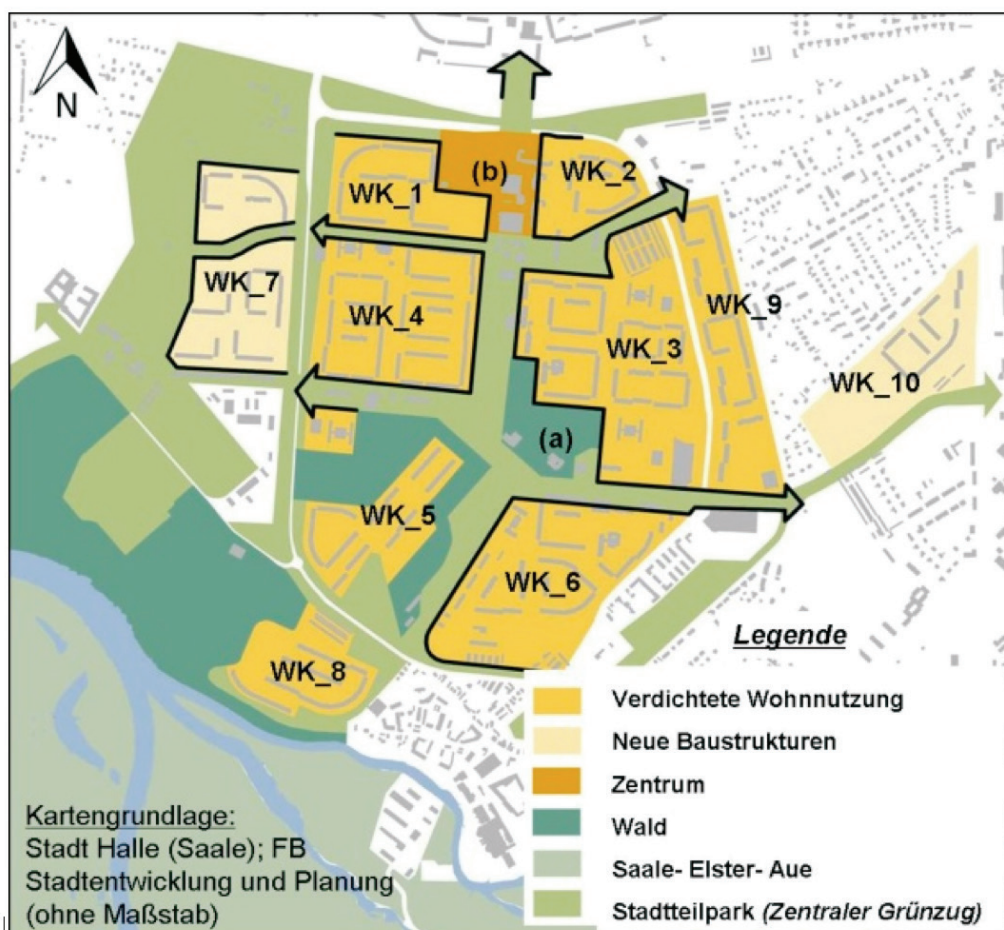 N
(b)
WK_1
WK_2
WK_7
WK_4
WK_9
WK_3
WK_10
(a)
WK_5
WK_6
WK_8
Legende
Verdichtete Wohnnutzung
Neue Baustrukturen
Zentrum
Wald
Saale- Elster- Aue
Stadtteilpark (Zentraler Grünzug)
Kartengrundlage:
Stadt Halle (Saale); FB
Stadtentwicklung und Planung
(ohne Maßstab)